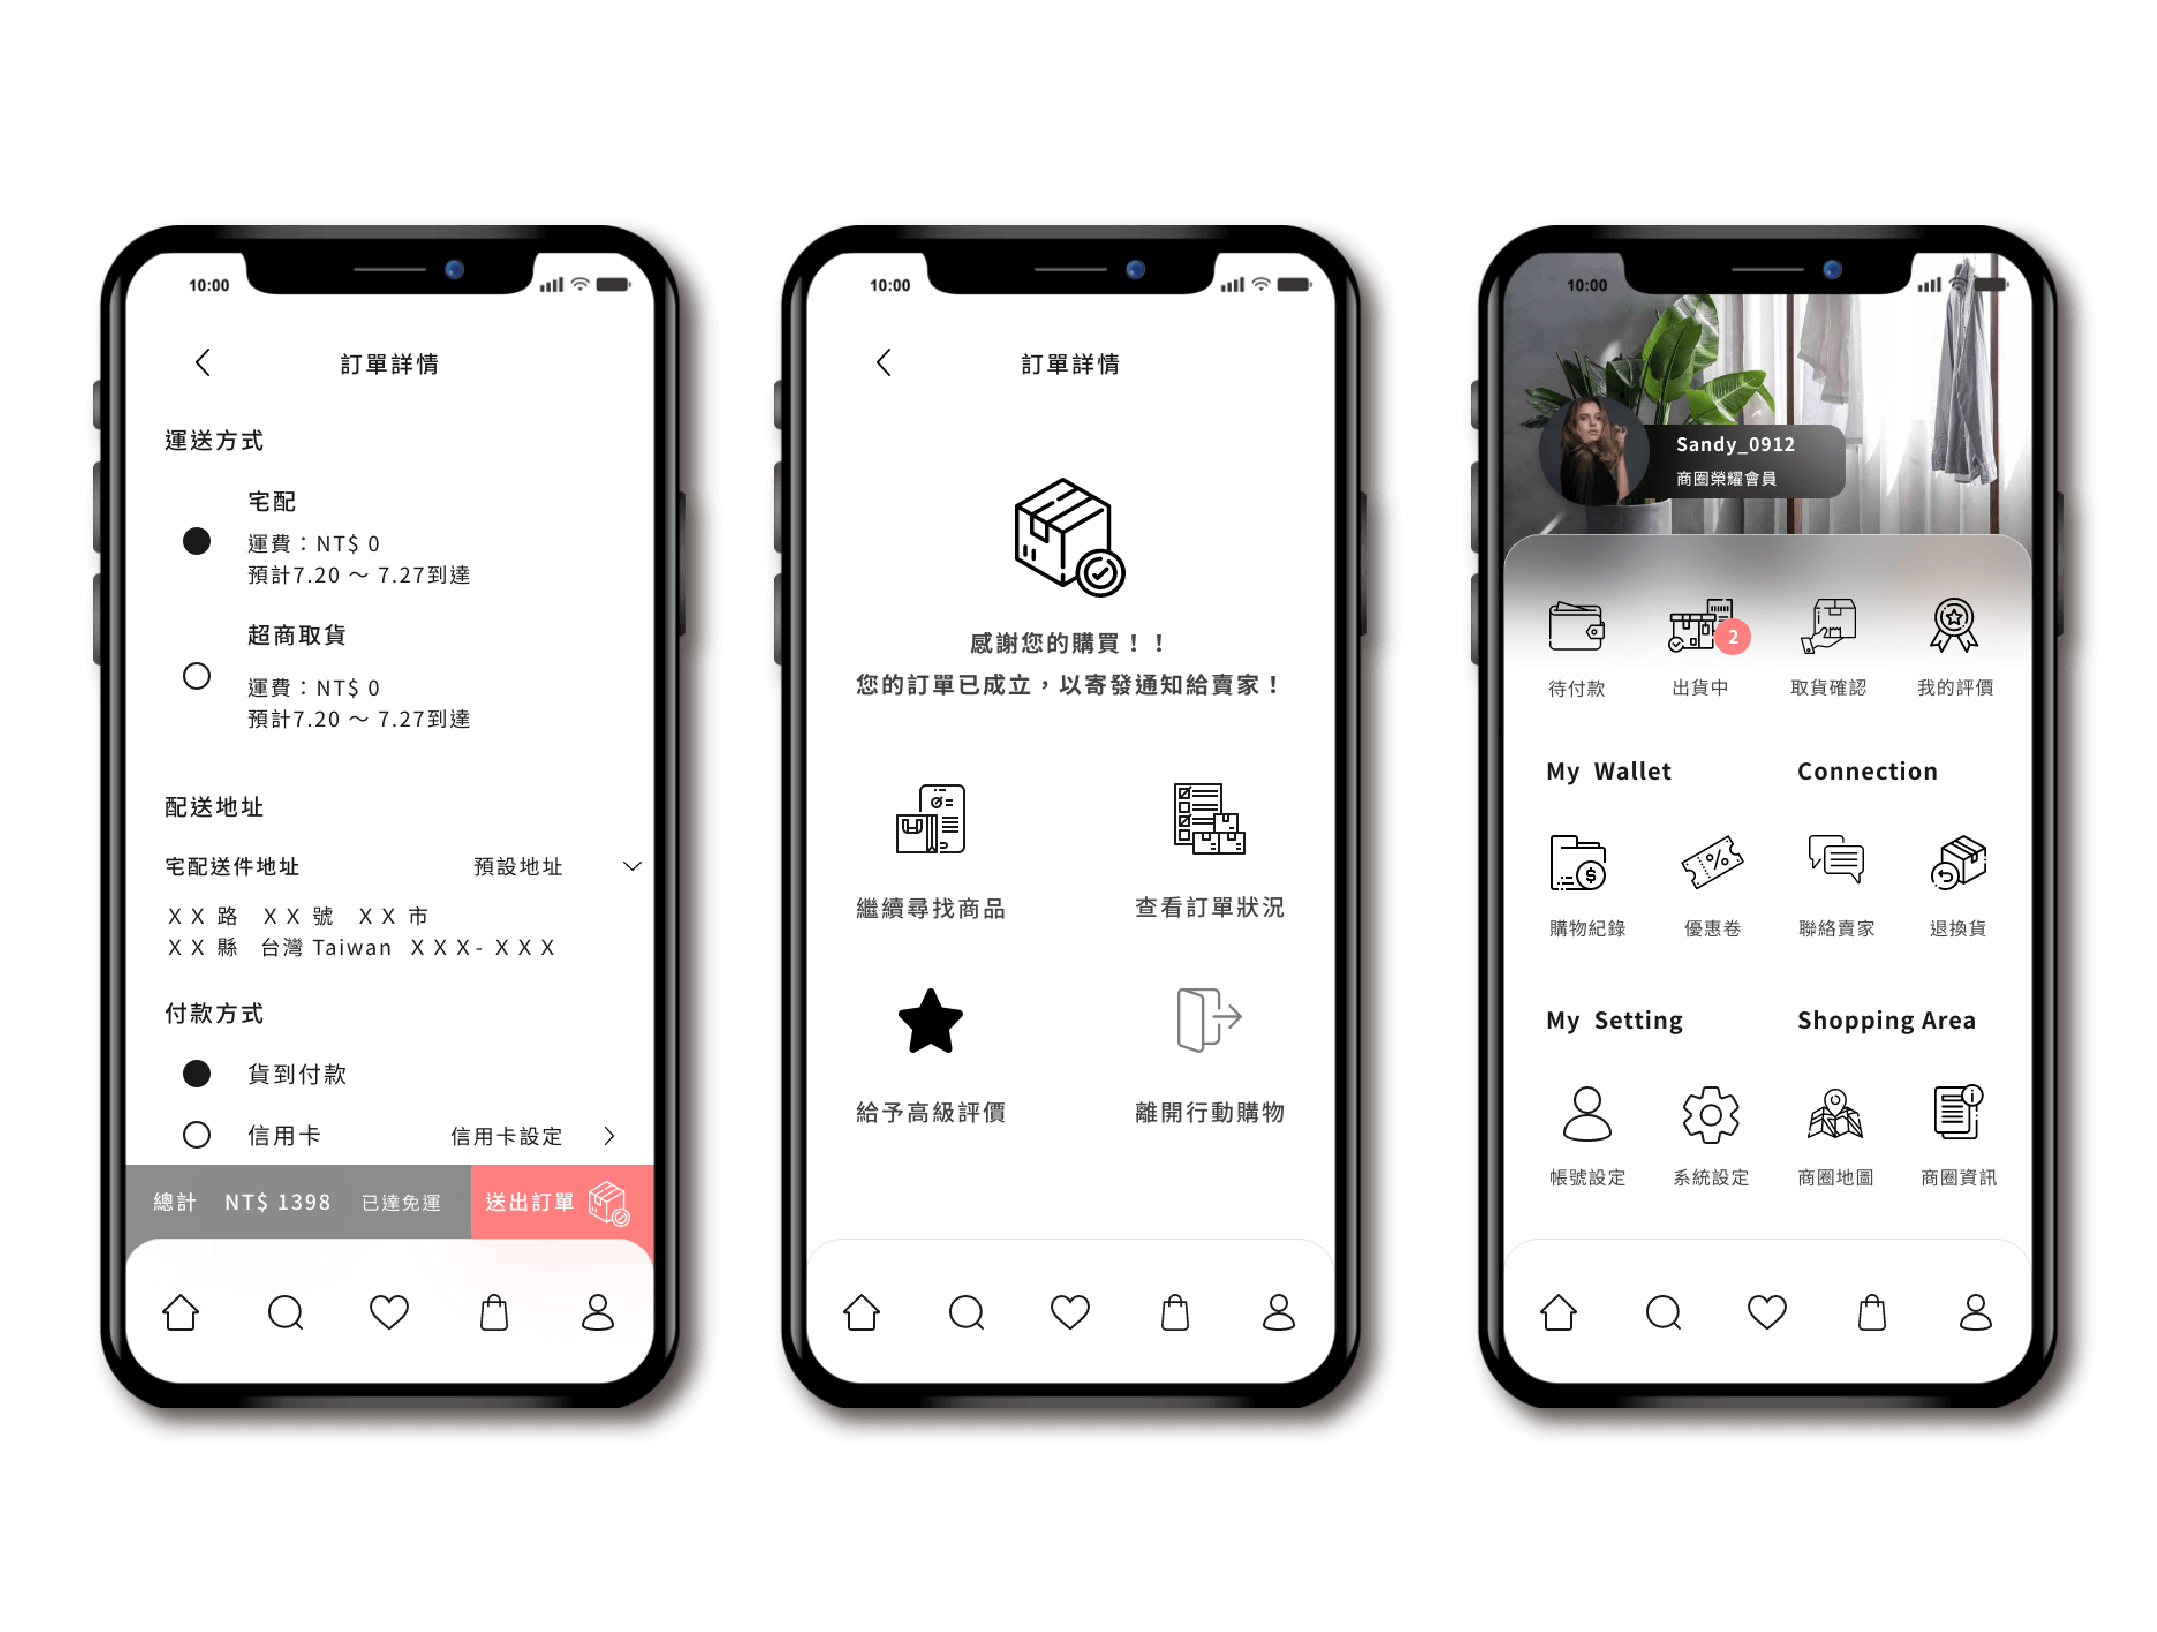 10:00
訂單詳情
運送方式
宅配
運費：NT$ 0
預計7.20 ～ 7.27到達
超商取貨
運費：NT$ 0
預計7.20 ～ 7.27到達
配送地址
宅配送件地址 預設地址
X X 路 X X 號 X X 市
X X 縣 台灣 Taiwan X X X - X X X
付款方式
貨到付款
信用卡 信用卡設定
總計 NT$ 1398 已達免運 送出訂單
10:00
訂單詳情
感謝您的購買！！
您的訂單已成立，以寄發通知給賣家！
繼續尋找商品 查看訂單狀況
給予高級評價 離開行動購物
10:00
Sandy_0912
商圈榮耀會員
2
待付款 出貨中 取貨確認 我的評價
My Wallet Connection
購物紀錄 優惠卷 聯絡賣家 退換貨
My Setting Shopping Area
帳號設定 系統設定 商圈地圖 商圈資訊